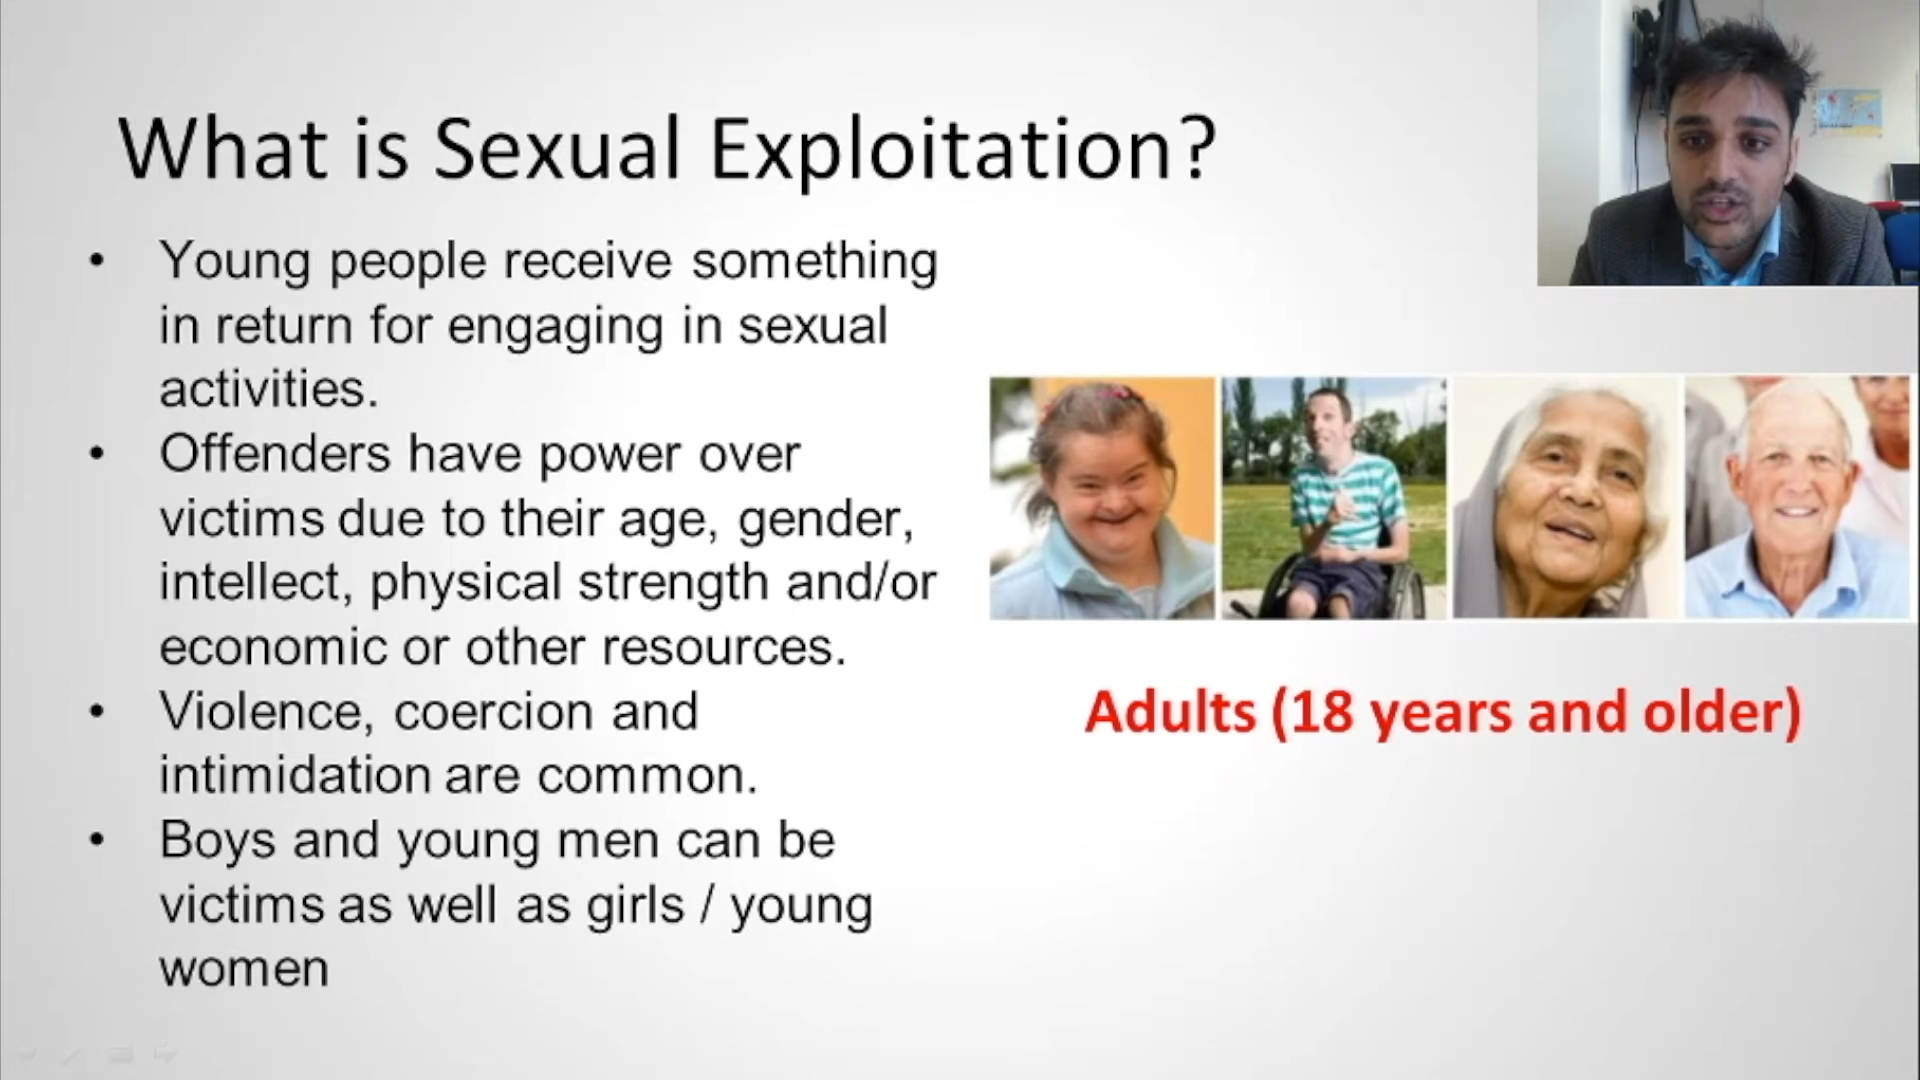 What is Sexual Exploitation?
• Young people receive something
in return for engaging in sexual
activities.
• Offenders have power over
victims due to their age, gender,
intellect, physical strength and/or
economic or other resources.
• Violence, coercion and
intimidation are common.
• Boys and young men can be
victims as well as girls / young
women
Adults (18 years and older)